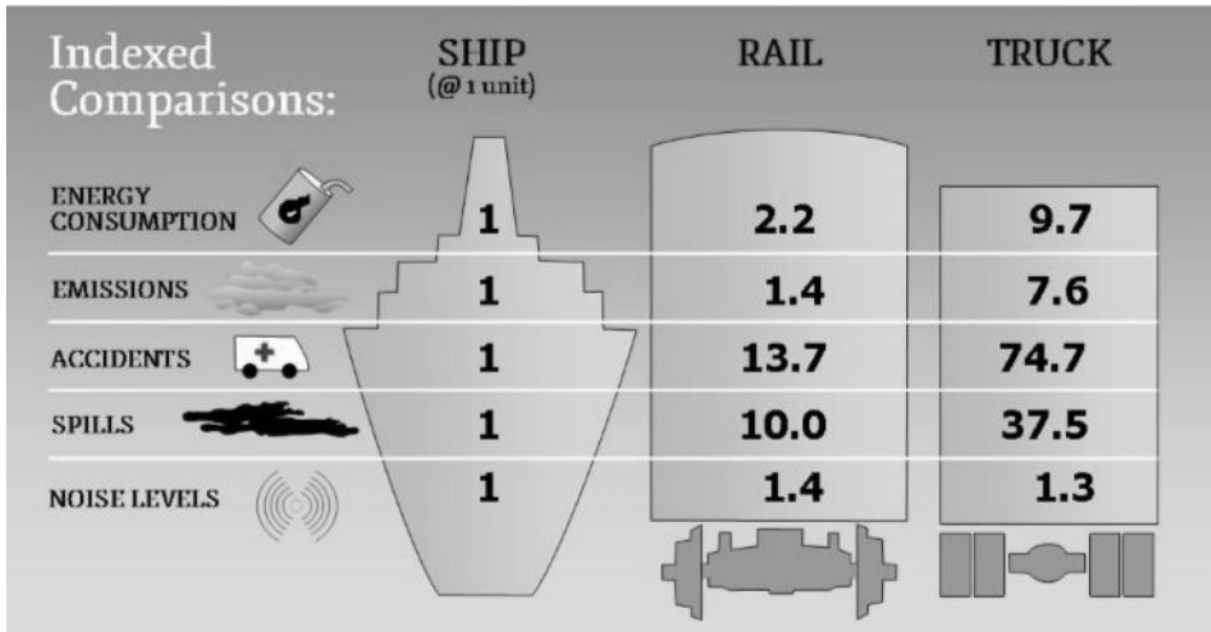 Indexed
Comparisons:
SHIP
(@ 1 unit)
RAIL
TRUCK
ENERGY
CONSUMPTION
1
2.2
9.7
EMISSIONS
1
1.4
7.6
ACCIDENTS
1
13.7
74.7
SPILLS
1
10.0
37.5
NOISE LEVELS
1
1.4
1.3